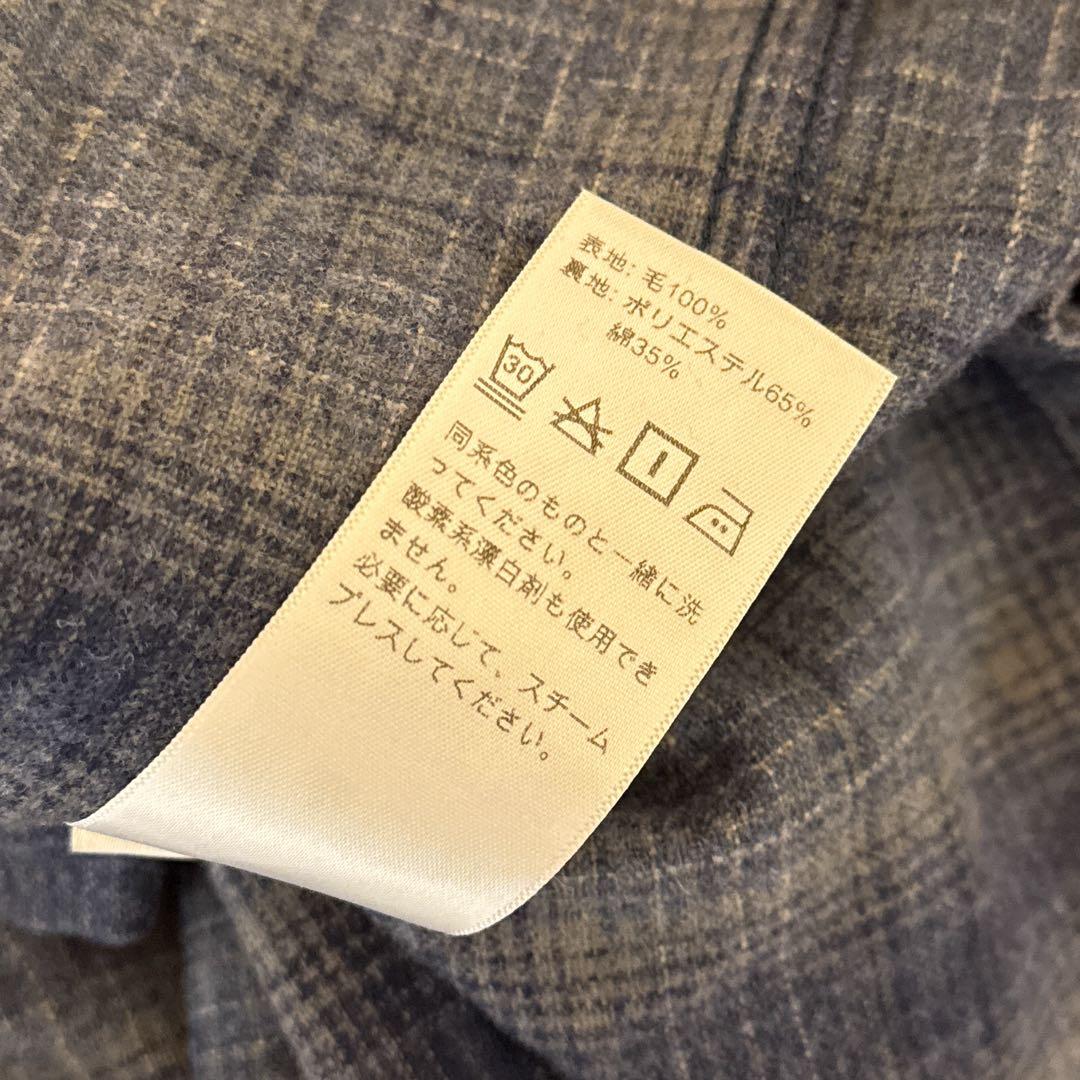 表地: 毛100%
裏地: ポリエステル65%
綿35%
30
同系色のものと一緒に洗
ってください。
酸素系漂白剤も使用でき
ません。
必要に応じて、スチーム
プレスしてください。